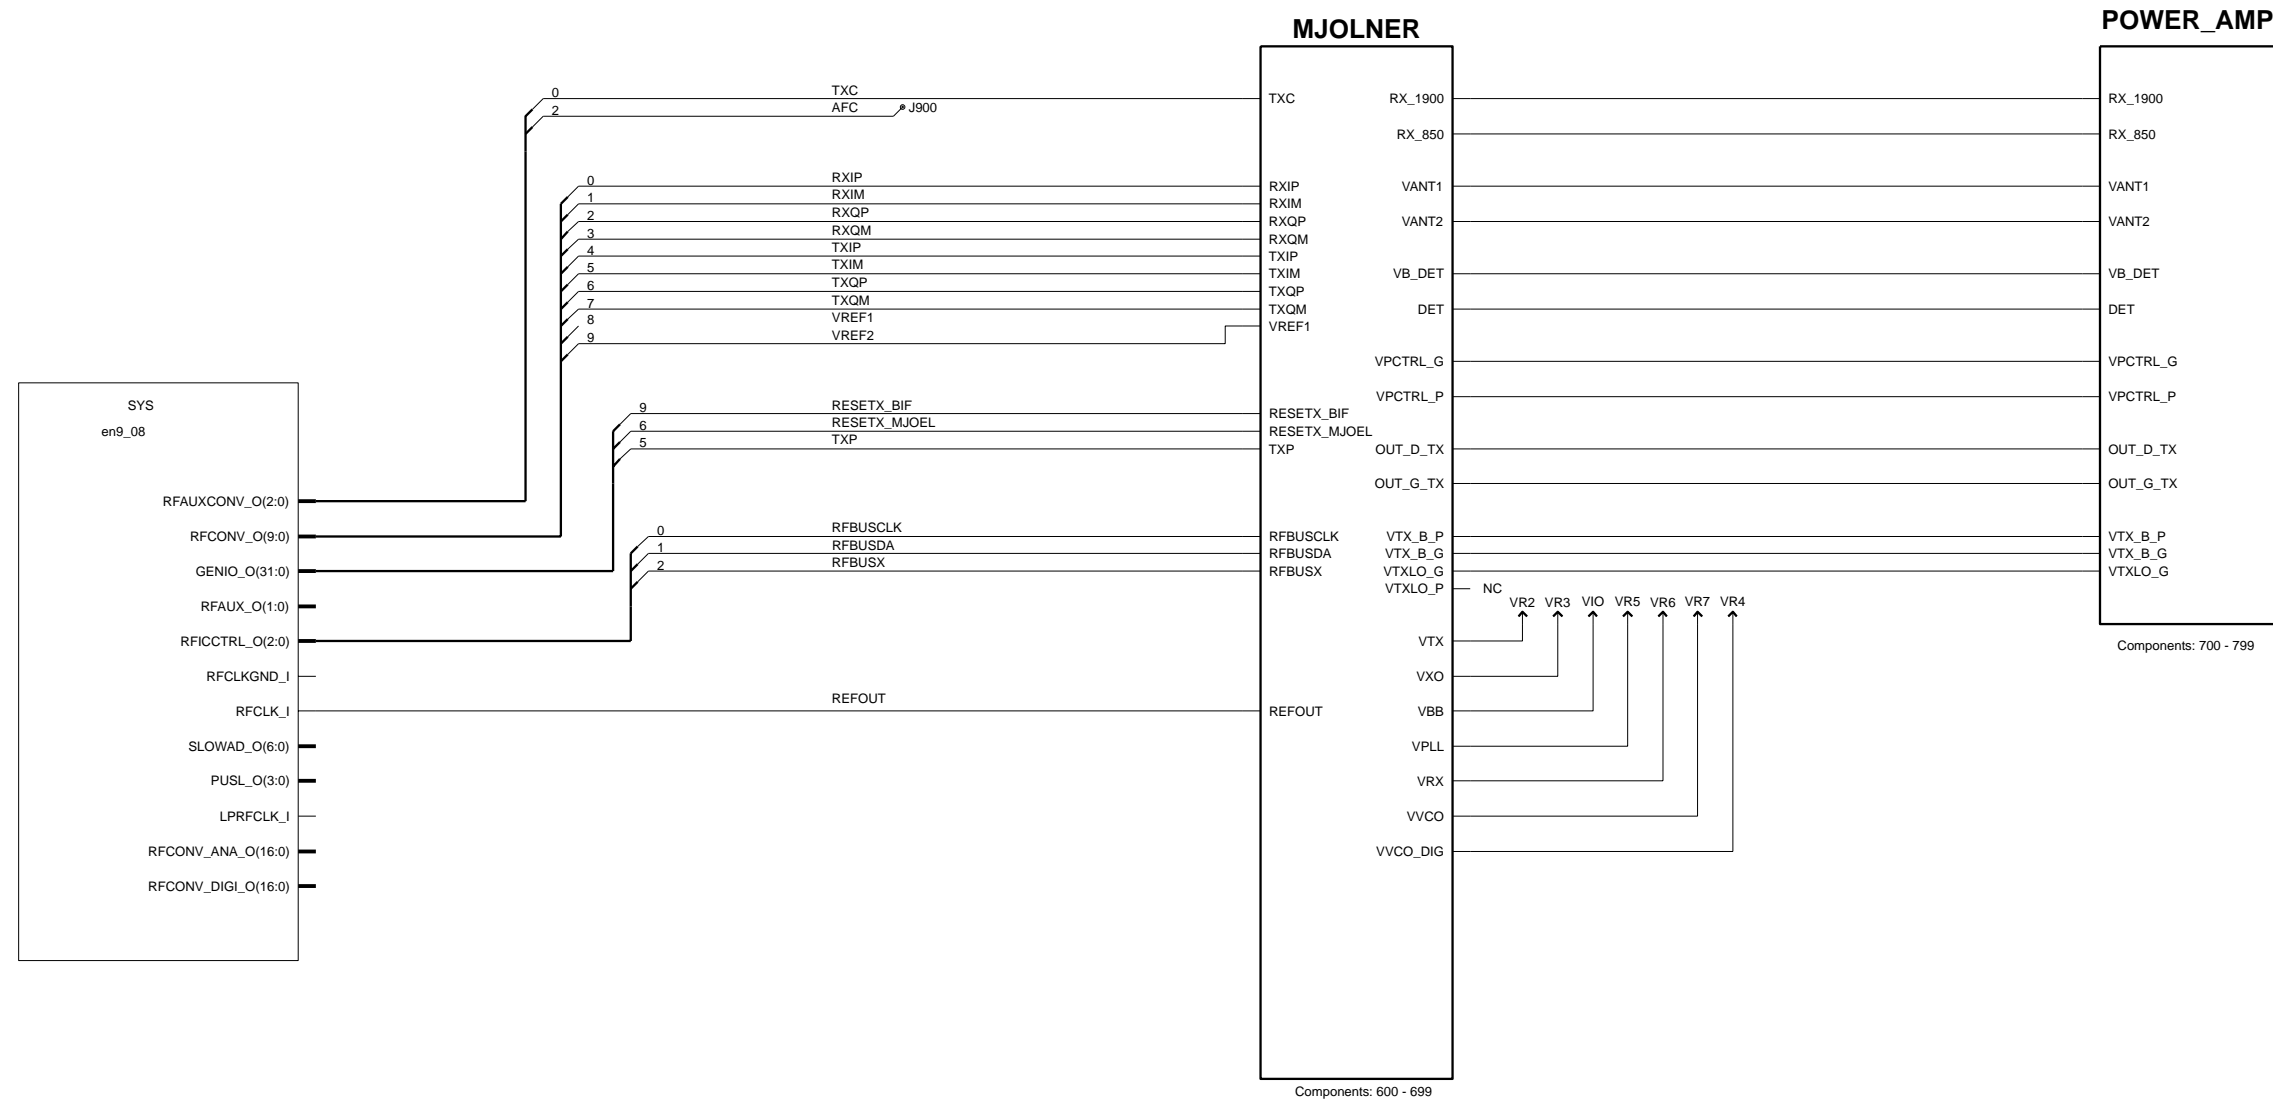 MJOLNER
POWER_AMP
0 TXC
2 AFC J900
0 RXIP
1 RXIM
2 RXQP
3 RXQM
4 TXIP
5 TXIM
6 TXQP
7 TXQM
8 VREF1
9 VREF2
9 RESETX_BIF
6 RESETX_MJOEL
5 TXP
0 RFBUSCLK
1 RFBUSDA
2 RFBUSX
REFOUT
SYS
en9_08
RFAUXCONV_O(2:0)
RFCONV_O(9:0)
GENIO_O(31:0)
RFAUX_O(1:0)
RFICCTRL_O(2:0)
RFCLKGND_I
RFCLK_I
SLOWAD_O(6:0)
PUSL_O(3:0)
LPRFCLK_I
RFCONV_ANA_O(16:0)
RFCONV_DIGI_O(16:0)
TXC
RXIP
RXIM
RXQP
RXQM
TXIP
TXIM
TXQP
TXQM
VREF1
RESETX_BIF
RESETX_MJOEL
TXP
RFBUSCLK
RFBUSDA
RFBUSX
REFOUT
RX_1900
RX_850
VANT1
VANT2
VB_DET
DET
VPCTRL_G
VPCTRL_P
OUT_D_TX
OUT_G_TX
VTX_B_P
VTX_B_G
VTXLO_G
VTXLO_P NC
VTX
VXO
VBB
VPLL
VRX
VVCO
VVCO_DIG
Components: 600 - 699
VR2 VR3 VIO VR5 VR6 VR7 VR4
RX_1900
RX_850
VANT1
VANT2
VB_DET
DET
VPCTRL_G
VPCTRL_P
OUT_D_TX
OUT_G_TX
VTX_B_P
VTX_B_G
VTXLO_G
Components: 700 - 799